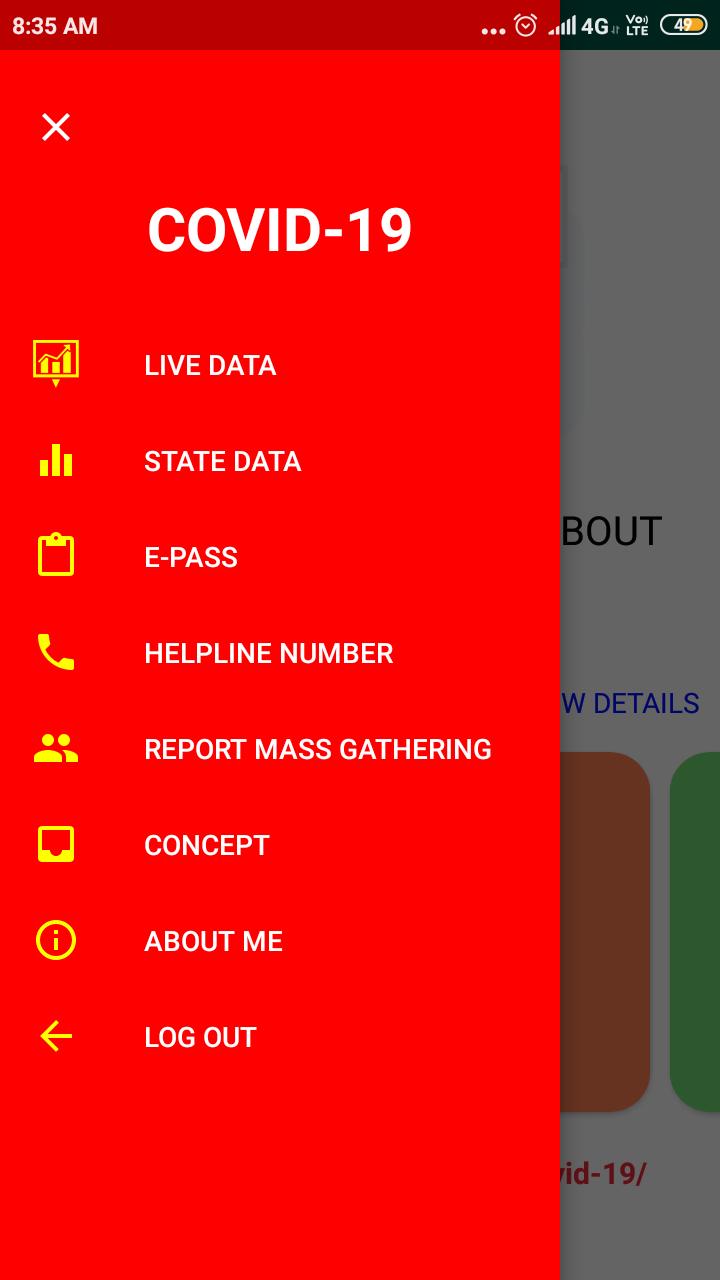 8:35 AM
4G
Vo)) LTE
49
COVID-19
LIVE DATA
STATE DATA
E-PASS
BOUT
HELPLINE NUMBER
W DETAILS
REPORT MASS GATHERING
CONCEPT
ABOUT ME
LOG OUT
vid-19/